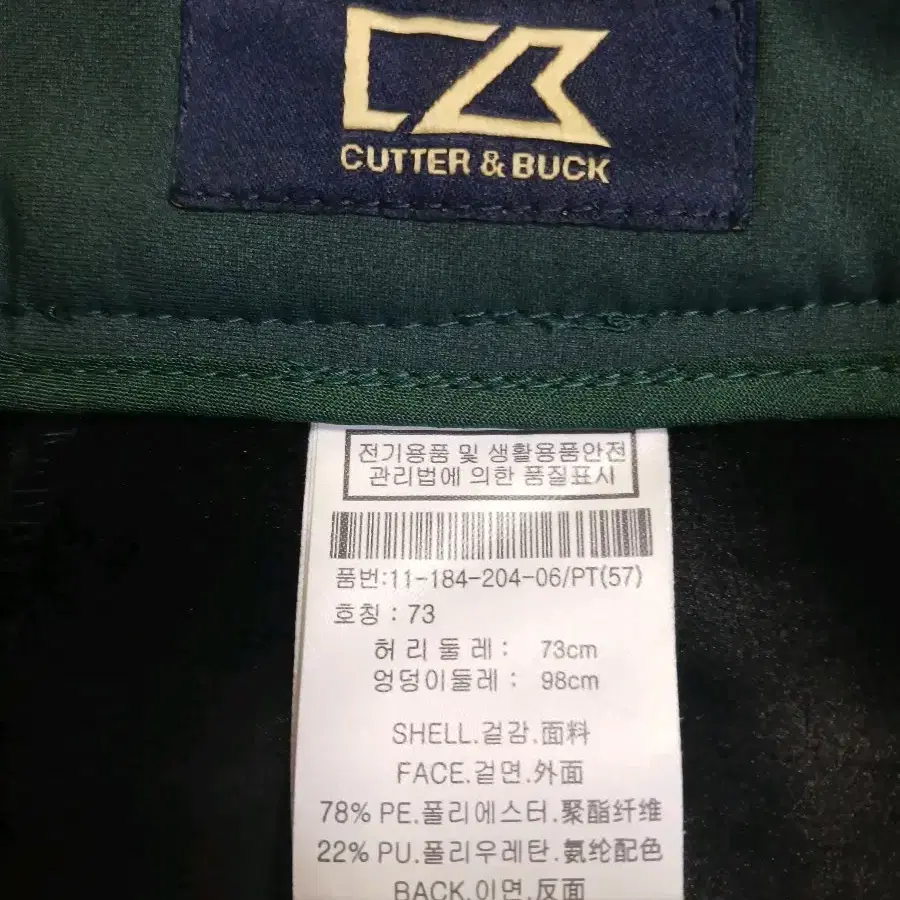 CUTTER & BUCK
전기용품 및 생활용품안전
관리법에 의한 품질표시
품번:11-184-204-06/PT(57)
호칭 : 73
허리둘레 : 73cm
엉덩이둘레 : 98cm
SHELL.겉감.面料
FACE.겉면.外面
78% PE.폴리에스터.聚酯纤维
22% PU.폴리우레탄.氨纶配色
BACK.이면.反面